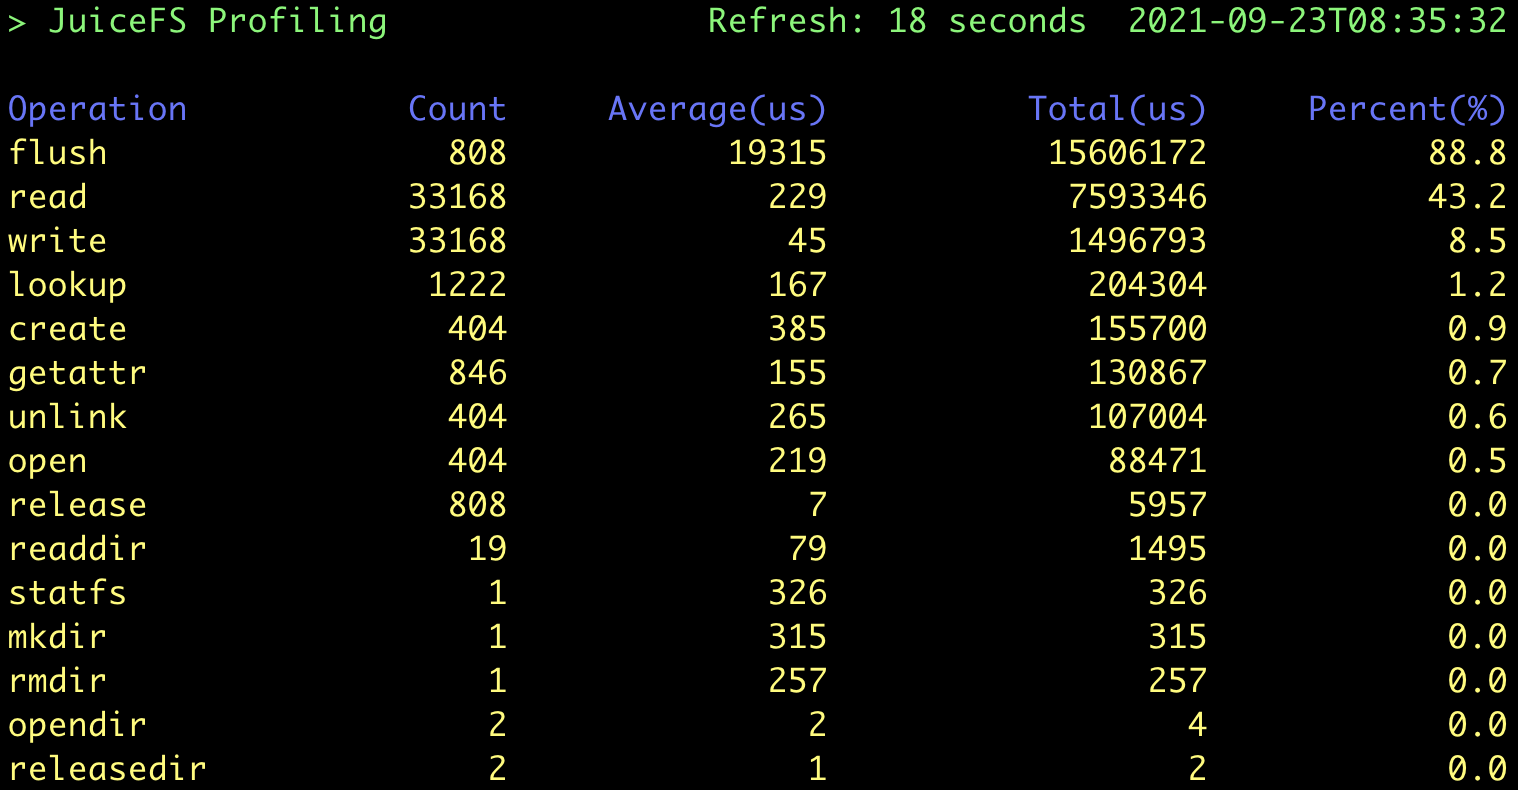 > JuiceFS Profiling Refresh: 18 seconds 2021-09-23T08:35:32
Operation Count Average(us) Total(us) Percent(%)
flush 808 19315 15606172 88.8
read 33168 229 7593346 43.2
write 33168 45 1496793 8.5
lookup 1222 167 204304 1.2
create 404 385 155700 0.9
getattr 846 155 130867 0.7
unlink 404 265 107004 0.6
open 404 219 88471 0.5
release 808 7 5957 0.0
readdir 19 79 1495 0.0
statfs 1 326 326 0.0
mkdir 1 315 315 0.0
rmdir 1 257 257 0.0
opendir 2 2 4 0.0
releasedir 2 1 2 0.0